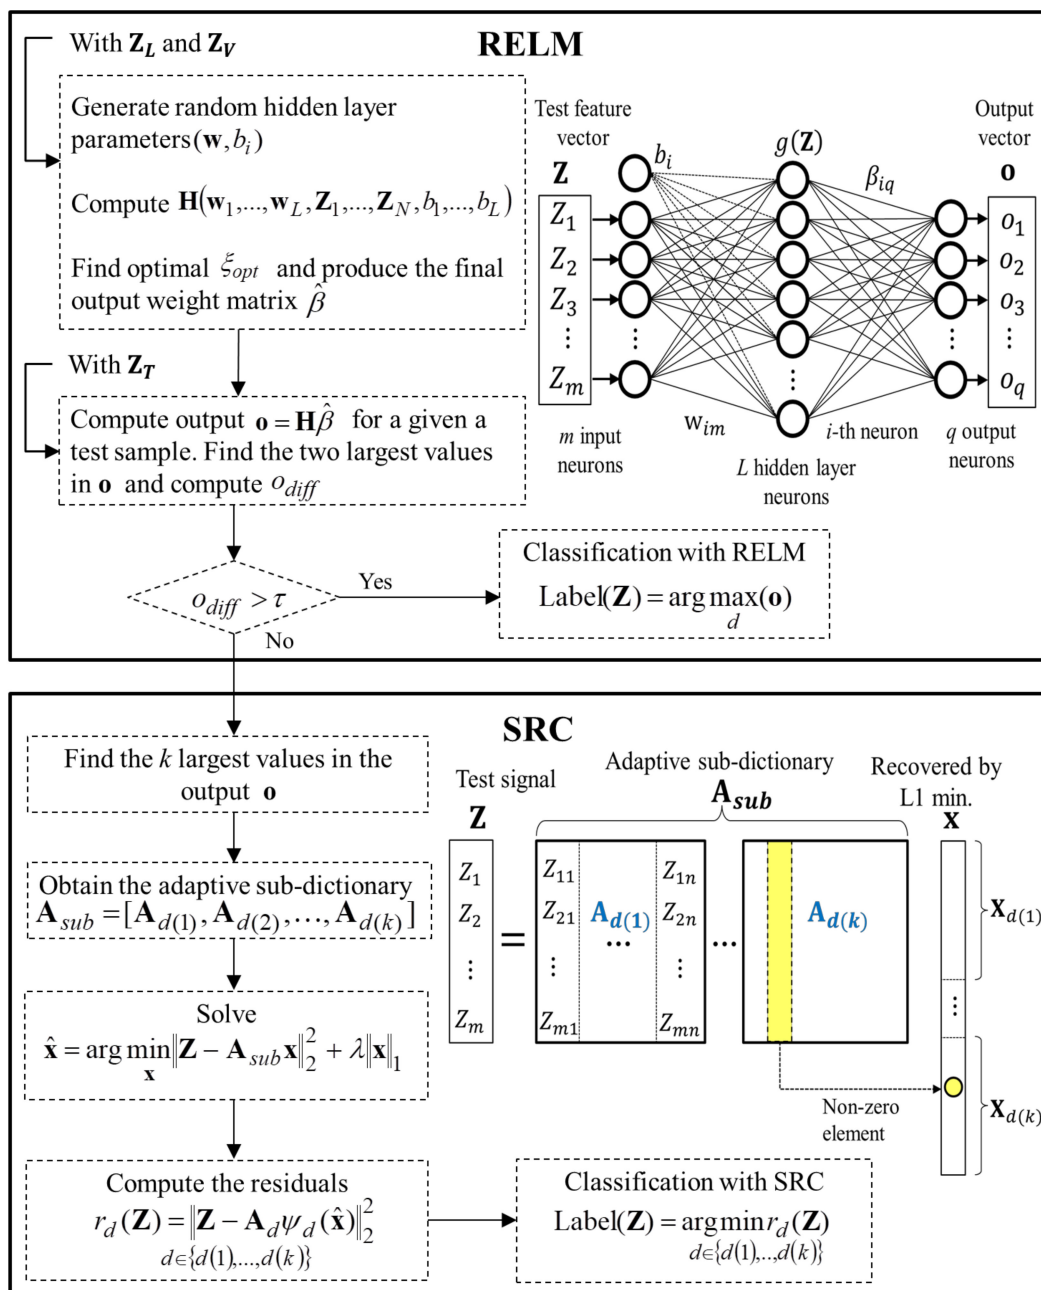 RELM
With Z_L and Z_V
Generate random hidden layer
parameters(w, b_i)
Compute H(w_1,...,w_L, Z_1,..., Z_N, b_1,...,b_L)
Find optimal ξ_opt and produce the final
output weight matrix β̂
With Z_T
Compute output o = Hβ̂ for a given a
test sample. Find the two largest values
in o and compute o_diff
o_diff > τ
Yes
No
Classification with RELM
Label(Z) = arg max(o)
d
Test feature
vector
Z
Z_1
Z_2
Z_3
⋮
Z_m
m input
neurons
b_i
g(Z)
β_iq
w_im
i-th neuron
⋮
L hidden layer
neurons
Output
vector
o
o_1
o_2
o_3
⋮
o_q
q output
neurons
SRC
Find the k largest values in the
output o
Obtain the adaptive sub-dictionary
A_sub = [A_d(1), A_d(2), ..., A_d(k)]
Solve
x̂ = arg min‖Z − A_sub x‖₂² + λ‖x‖₁
x
Compute the residuals
r_d(Z) = ‖Z − A_d ψ_d(x̂)‖₂²
d∈{d(1),...,d(k)}
Classification with SRC
Label(Z) = arg min r_d(Z)
d∈{d(1),..,d(k)}
Test signal
Z
Z_1
Z_2
⋮
Z_m
=
Adaptive sub-dictionary
A_sub
Z_11
Z_21
⋮
Z_m1
A_d(1)
...
Z_1n
Z_2n
⋮
Z_mn
...
A_d(k)
Non-zero
element
Recovered by
L1 min.
x
X_d(1)
⋮
X_d(k)